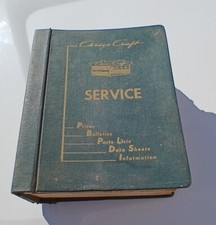 Chris Craft
SERVICE
Prices
Bulletins
Parts Lists
Data Sheets
Information